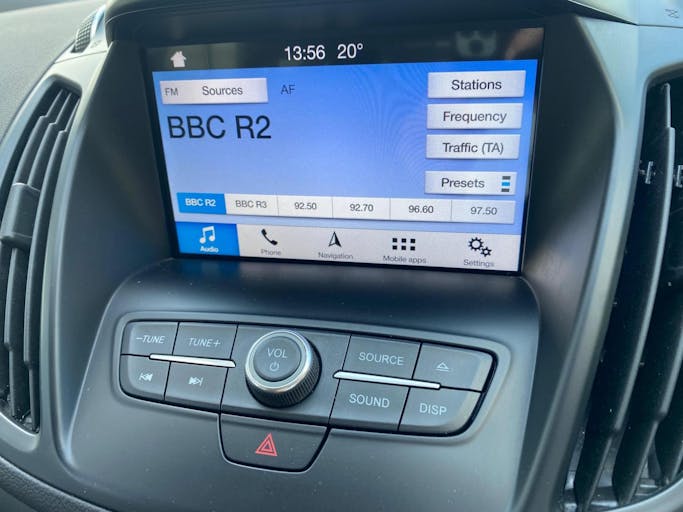 13:56 20°
FM Sources AF
Stations
BBC R2
Frequency
Traffic (TA)
Presets
BBC R2 BBC R3 92.50 92.70 96.60 97.50
Audio Phone Navigation Mobile apps Settings
–TUNE TUNE+ VOL SOURCE
SOUND DISP